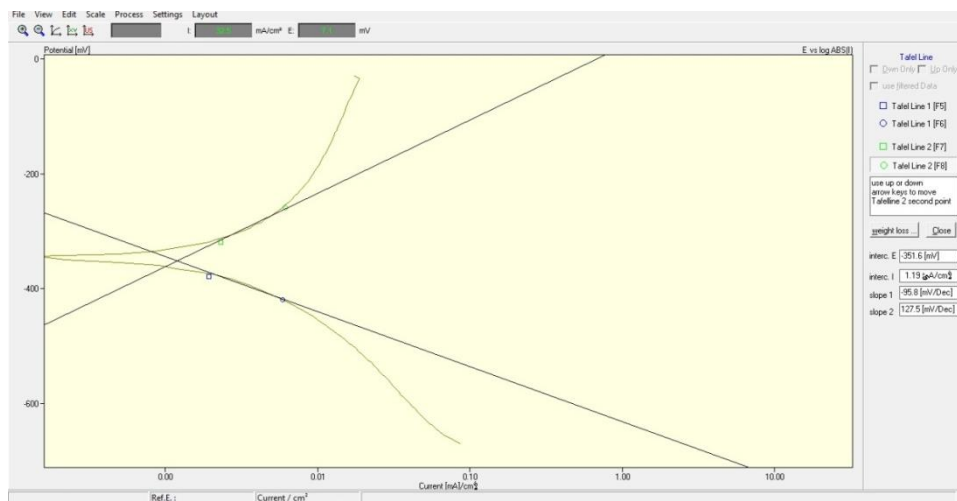 File View Edit Scale Process Settings Layout
I: mA/cm² E: mV
Potential [mV]
E vs log ABS(I)
0
-200
-400
-600
0.00 0.01 0.10 1.00 10.00
Current [mA]/cm²
Tafel Line
Down Only Up Only
use filtered Data
Tafel Line 1 [F5]
Tafel Line 1 [F6]
Tafel Line 2 [F7]
Tafel Line 2 [F8]
use up or down
arrow keys to move
Tafelline 2 second point
weight loss ... Close
interc. E -351.6 [mV]
interc. I 1.19
slope 1 -95.8 [mV/Dec]
slope 2 127.5 [mV/Dec]
Ref.E. : Current / cm²